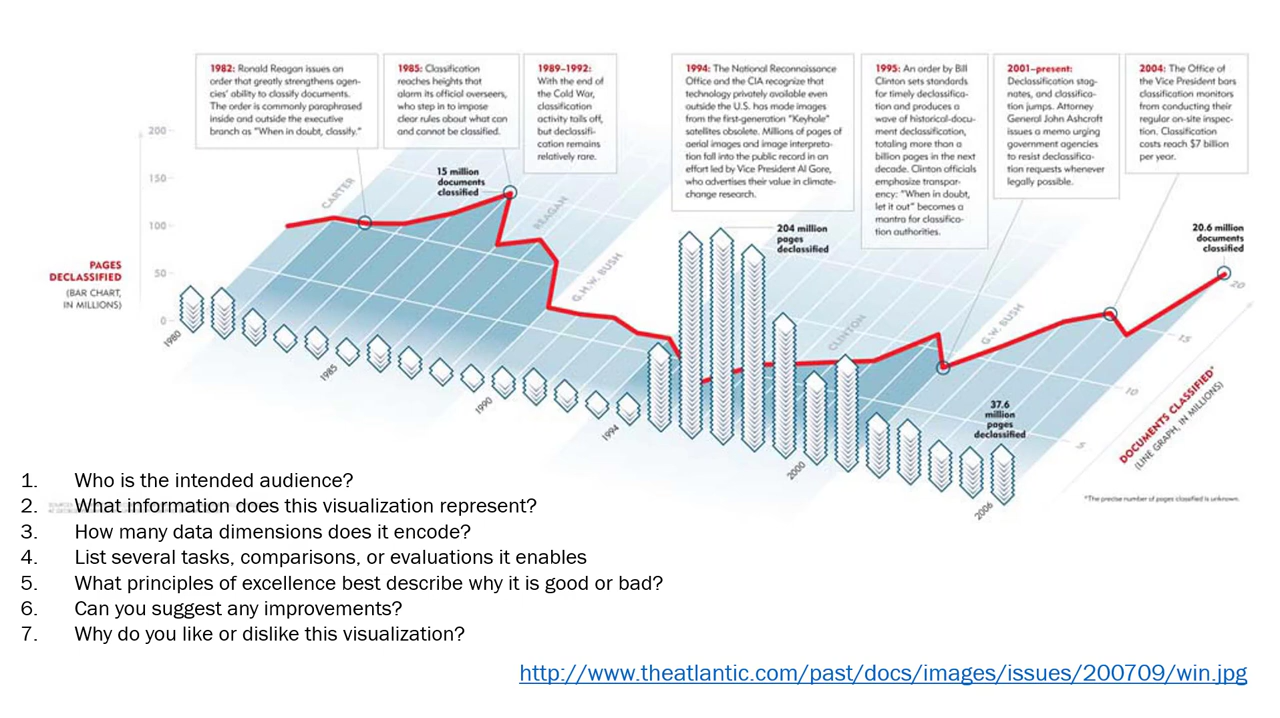 1982: Ronald Reagan issues an
order that greatly strengthens agen-
cies' ability to classify documents.
The order is commonly paraphrased
inside and outside the executive
branch as "When in doubt, classify."
1985: Classification
reaches heights that
alarm its official overseers,
who step in to impose
clear rules about what can
and cannot be classified.
1989–1992:
With the end of
the Cold War,
classification
activity tails off,
but declassifi-
cation remains
relatively rare.
1994: The National Reconnaissance
Office and the CIA recognize that
technology privately available even
outside the U.S. has made images
from the first-generation "Keyhole"
satellites obsolete. Millions of pages of
aerial images and image interpreta-
tion fall into the public record in an
effort led by Vice President Al Gore,
who advertises their value in climate-
change research.
1995: An order by Bill
Clinton sets standards
for timely declassifica-
tion and produces a
wave of historical-docu-
ment declassification,
totaling more than a
billion pages in the next
decade. Clinton officials
emphasize transpar-
ency: "When in doubt,
let it out" becomes a
mantra for classifica-
tion authorities.
2001–present:
Declassification stag-
nates, and classifica-
tion jumps. Attorney
General John Ashcroft
issues a memo urging
government agencies
to resist declassifica-
tion requests whenever
legally possible.
2004: The Office of
the Vice President bars
classification monitors
from conducting their
regular on-site inspec-
tion. Classification
costs reach $7 billion
per year.
200
150
100
50
0
PAGES
DECLASSIFIED
(BAR CHART,
IN MILLIONS)
CARTER
15 million
documents
classified
REAGAN
G.H.W. BUSH
204 million
pages
declassified
CLINTON
G.W. BUSH
20.6 million
documents
classified
20
15
10
5
DOCUMENTS CLASSIFIED*
(LINE GRAPH, IN MILLIONS)
37.6
million
pages
declassified
1980
1985
1990
1994
2000
2006
*The precise number of pages classified is unknown.
1. Who is the intended audience?
2. What information does this visualization represent?
3. How many data dimensions does it encode?
4. List several tasks, comparisons, or evaluations it enables
5. What principles of excellence best describe why it is good or bad?
6. Can you suggest any improvements?
7. Why do you like or dislike this visualization?
http://www.theatlantic.com/past/docs/images/issues/200709/win.jpg